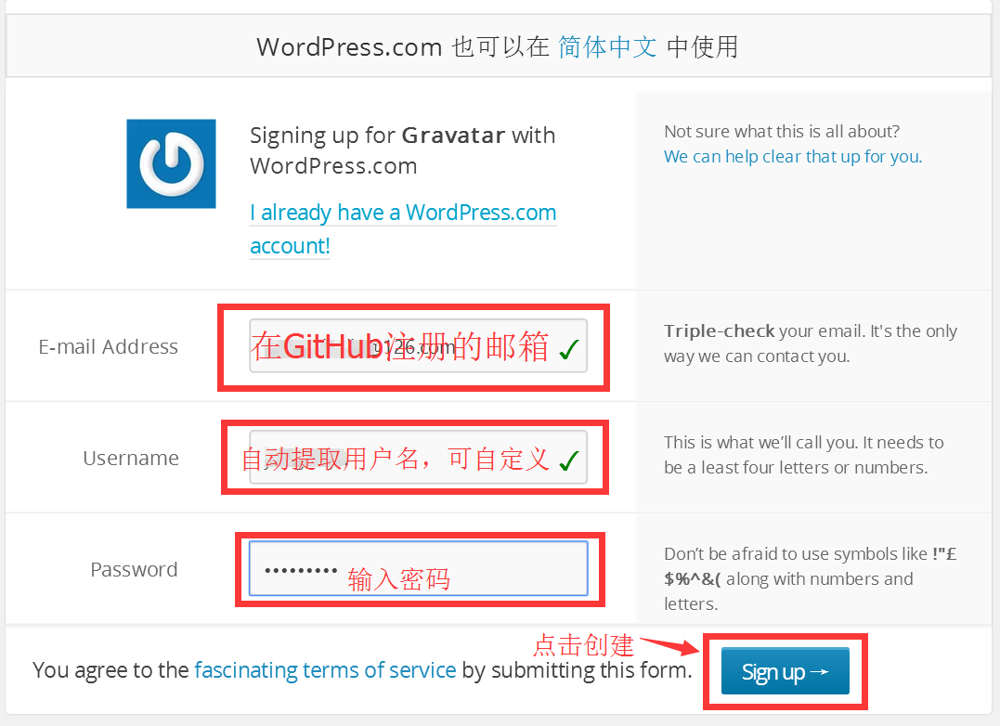 WordPress.com 也可以在 简体中文 中使用
Signing up for Gravatar with
WordPress.com
I already have a WordPress.com
account!
Not sure what this is all about?
We can help clear that up for you.
E-mail Address
在GitHub注册的邮箱
126.com
Triple-check your email. It's the only
way we can contact you.
Username
自动提取用户名，可自定义
This is what we’ll call you. It needs to
be a least four letters or numbers.
Password
••••••••• 输入密码
Don’t be afraid to use symbols like !"£
$%^&( along with numbers and
letters.
点击创建
You agree to the fascinating terms of service by submitting this form.
Sign up →